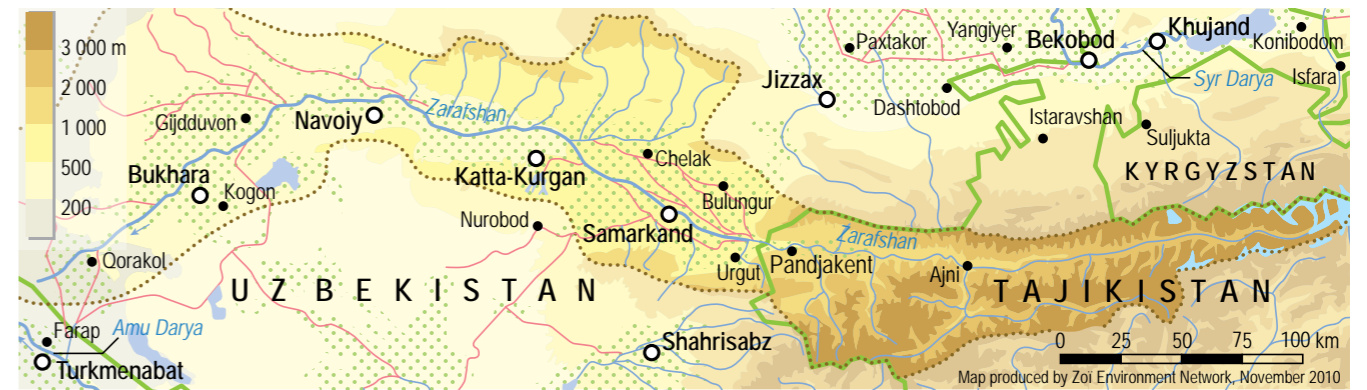 3 000 m
2 000
1 000
500
200
Paxtakor
Yangiyer
Bekobod
Khujand
Konibodom
Isfara
Syr Darya
Jizzax
Dashtobod
Istaravshan
Suljukta
KYRGYZSTAN
Zarafshan
Gijdduvon
Navoiy
Chelak
Katta-Kurgan
Bukhara
Kogon
Bulungur
Nurobod
Samarkand
Zarafshan
Qorakol
Urgut
Pandjakent
Ajni
UZBEKISTAN
TAJIKISTAN
Farap
Amu Darya
Turkmenabat
Shahrisabz
0 25 50 75 100 km
Map produced by Zoï Environment Network, November 2010